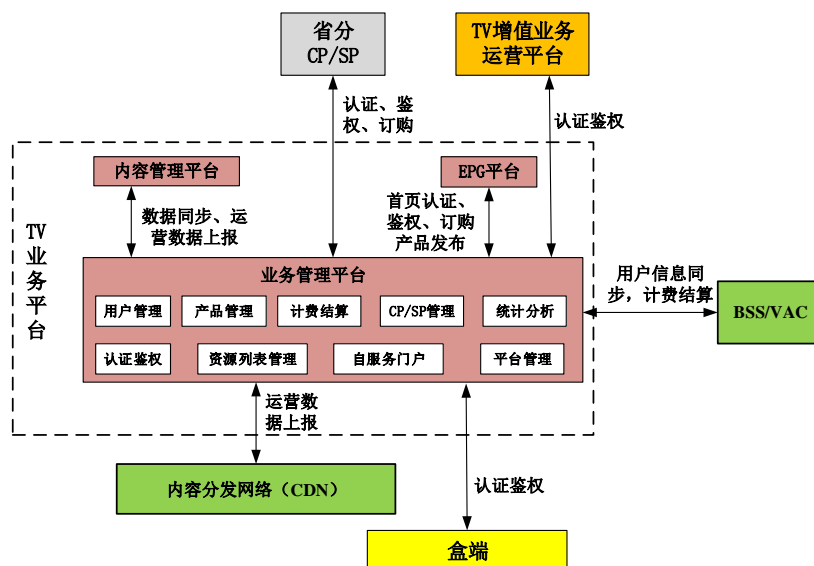 省分
CP/SP
TV增值业务
运营平台
认证、鉴
权、订购
认证鉴权
内容管理平台
EPG平台
TV
业
务
平
台
数据同步、运
营数据上报
首页认证、
鉴权、订购
产品发布
业务管理平台
用户管理
产品管理
计费结算
CP/SP管理
统计分析
认证鉴权
资源列表管理
自服务门户
平台管理
用户信息同
步，计费结算
BSS/VAC
运营数
据上报
内容分发网络（CDN）
认证鉴权
盒端